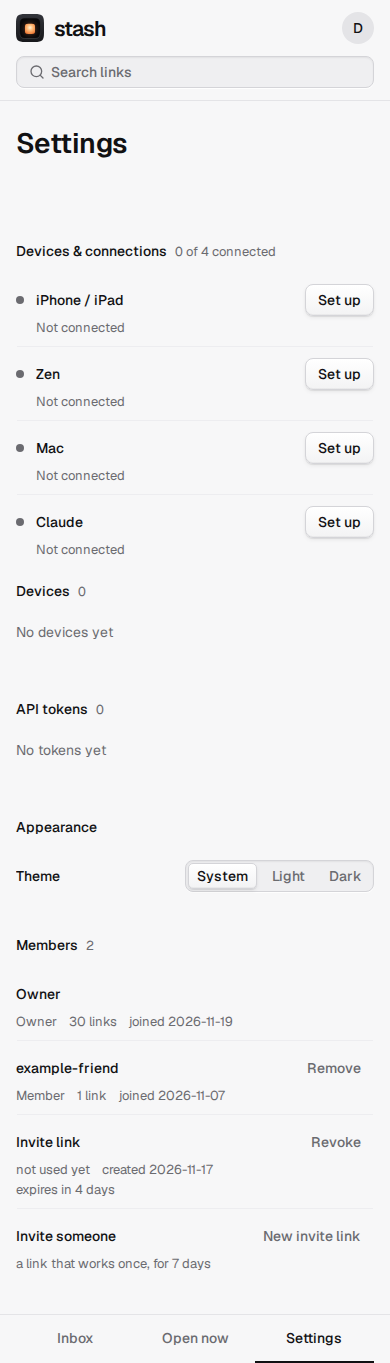 stash
D
Search links
Settings
Devices & connections 0 of 4 connected
iPhone / iPad Set up
Not connected
Zen Set up
Not connected
Mac Set up
Not connected
Claude Set up
Not connected
Devices 0
No devices yet
API tokens 0
No tokens yet
Appearance
Theme System Light Dark
Members 2
Owner
Owner 30 links joined 2026-11-19
example-friend Remove
Member 1 link joined 2026-11-07
Invite link Revoke
not used yet created 2026-11-17
expires in 4 days
Invite someone New invite link
a link that works once, for 7 days
Inbox Open now Settings